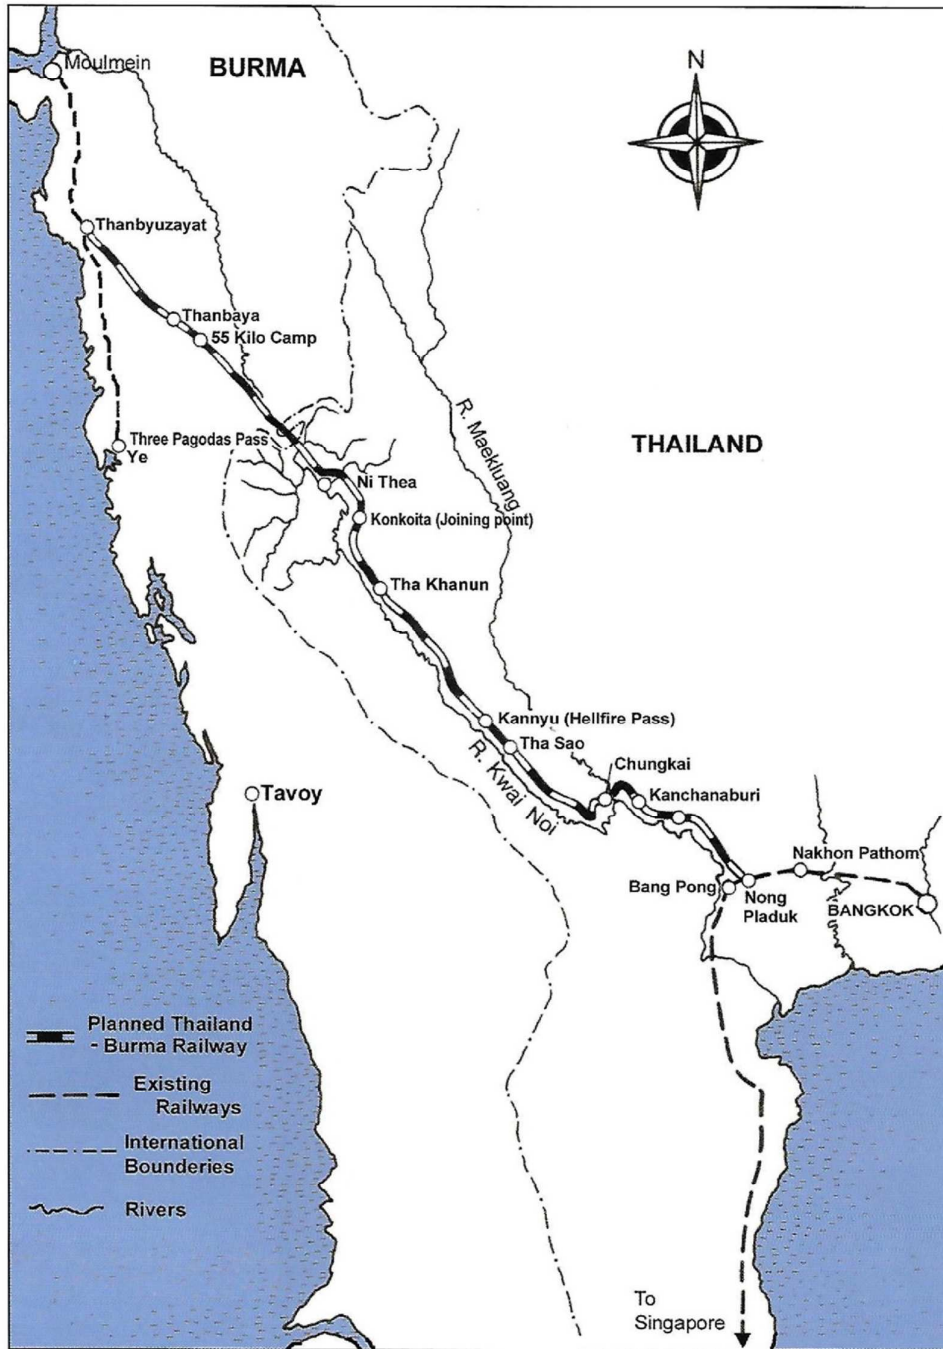 Moulmein
BURMA
N
Thanbyuzayat
Thanbaya
55 Kilo Camp
R. Maekluang
Three Pagodas Pass
Ye
THAILAND
Ni Thea
Konkoita (Joining point)
Tha Khanun
Kannyu (Hellfire Pass)
Tha Sao
R. Kwai Noi
Chungkai
Tavoy
Kanchanaburi
Nakhon Pathom
Bang Pong
Nong
Pladuk
BANGKOK
Planned Thailand
- Burma Railway
Existing
Railways
International
Bounderies
Rivers
To
Singapore